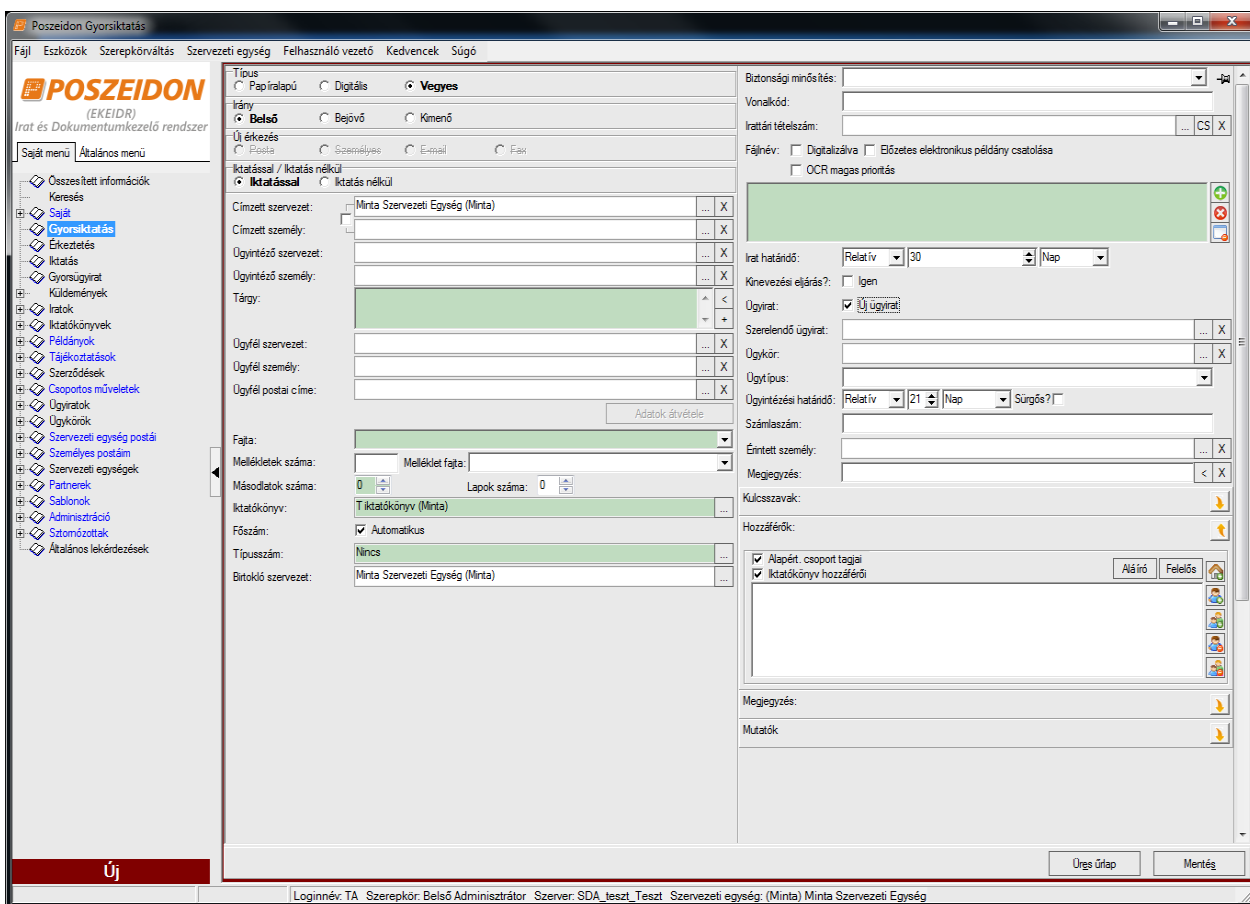 Poszeidon Gyorsiktatás
Fájl Eszközök Szerepkörváltás Szervezeti egység Felhasználó vezető Kedvencek Súgó
POSZEIDON
(EKEIDR)
Irat és Dokumentumkezelő rendszer
Saját menü Általános menü
Összesített információk
Keresés
Saját
Gyorsiktatás
Érkeztetés
Iktatás
Gyorsügyirat
Küldemények
Iratok
Iktatókönyvek
Példányok
Tájékoztatások
Szerződések
Csoportos műveletek
Ügyiratok
Ügykörök
Szervezeti egység postái
Személyes postáim
Szervezeti egységek
Partnerek
Sablonok
Adminisztráció
Sztornózottak
Általános lekérdezések
Új
Típus
Papíralapú Digitális Vegyes
Irány
Belső Bejövő Kimenő
Új érkezés
Posta Személyes E-mail Fax
Iktatással / Iktatás nélkül
Iktatással Iktatás nélkül
Címzett szervezet: Minta Szervezeti Egység (Minta) ... X
Címzett személy: ... X
Ügyintéző szervezet: ... X
Ügyintéző személy: ... X
Tárgy: <
+
Ügyfél szervezet: ... X
Ügyfél személy: ... X
Ügyfél postai címe: ... X
Adatok átvétele
Fajta:
Mellékletek száma: Melléklet fajta:
Másodlatok száma: 0 Lapok száma: 0
Iktatókönyv: T iktatókönyv (Minta) ...
Főszám: Automatikus
Típusszám: Nincs ...
Birtokló szervezet: Minta Szervezeti Egység (Minta) ...
Biztonsági minősítés:
Vonalkód:
Irattári tételszám: ... CS X
Fájlnév: Digitalizálva Előzetes elektronikus példány csatolása
OCR magas prioritás
Irat határidő: Relatív 30 Nap
Kinevezési eljárás?: Igen
Ügyirat: Új ügyirat
Szerelendő ügyirat: ... X
Ügykör: ... X
Ügytípus:
Ügyintézési határidő: Relatív 21 Nap Sürgős?
Számlaszám:
Érintett személy: ... X
Megjegyzés: < X
Kulcsszavak:
Hozzáférők:
Alapért. csoport tagjai
Iktatókönyv hozzáférői Aláíró Felelős
Megjegyzés:
Mutatók
Üres űrlap Mentés
Loginnév: TA Szerepkör: Belső Adminisztrátor Szerver: SDA_teszt_Teszt Szervezeti egység: (Minta) Minta Szervezeti Egység